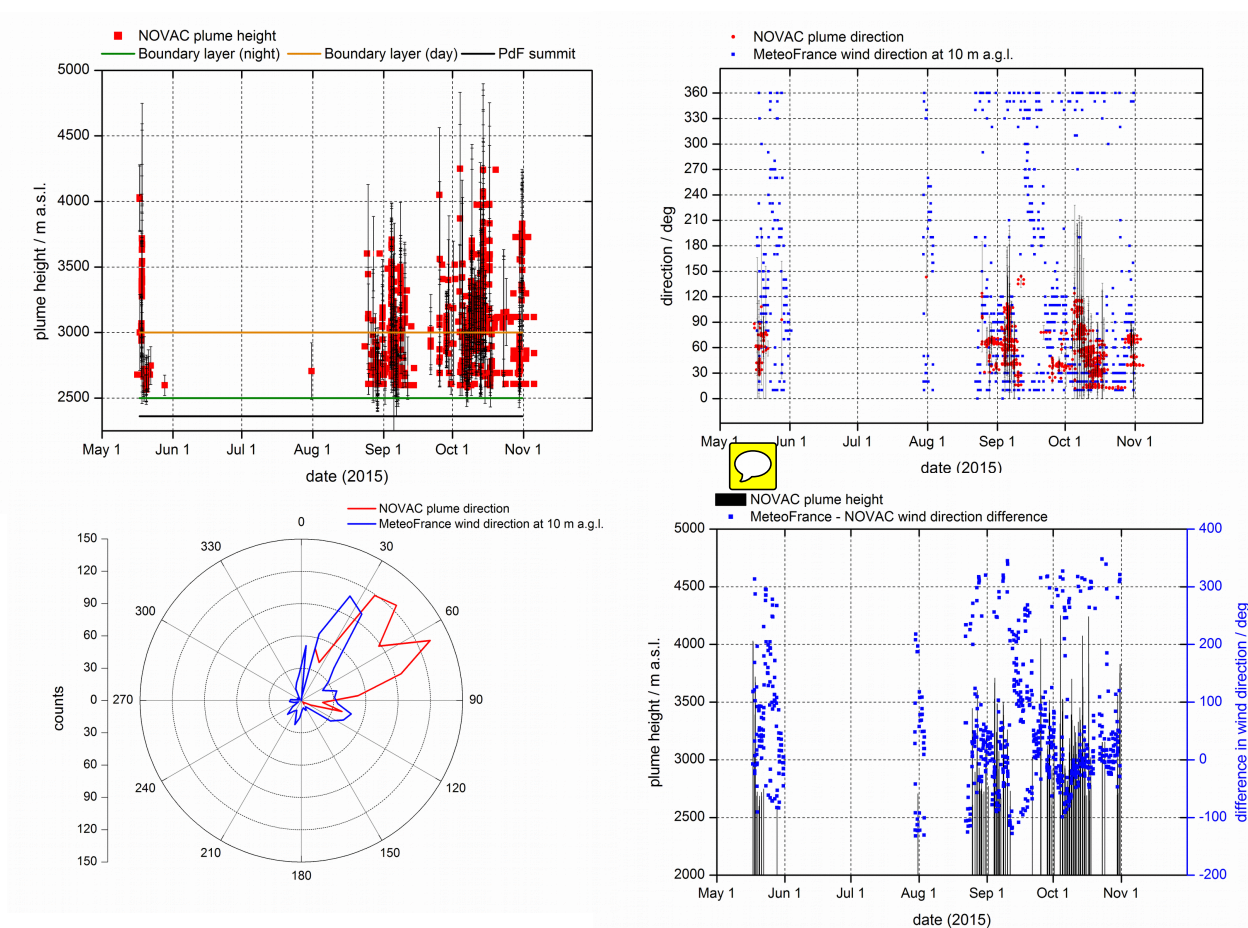 NOVAC plume height
Boundary layer (night) Boundary layer (day) PdF summit
5000
4500
4000
3500
3000
2500
plume height / m a.s.l.
May 1 Jun 1 Jul 1 Aug 1 Sep 1 Oct 1 Nov 1
date (2015)
NOVAC plume direction
MeteoFrance wind direction at 10 m a.g.l.
360
330
300
270
240
210
180
150
120
90
60
30
0
direction / deg
May 1 Jun 1 Jul 1 Aug 1 Sep 1 Oct 1 Nov 1
date (2015)
NOVAC plume direction
MeteoFrance wind direction at 10 m a.g.l.
150
120
90
60
30
0
30
60
90
120
150
counts
0
30
60
90
120
150
180
210
240
270
300
330
NOVAC plume height
MeteoFrance - NOVAC wind direction difference
5000
4500
4000
3500
3000
2500
2000
plume height / m a.s.l.
400
300
200
100
0
-100
-200
difference in wind direction / deg
May 1 Jun 1 Jul 1 Aug 1 Sep 1 Oct 1 Nov 1
date (2015)